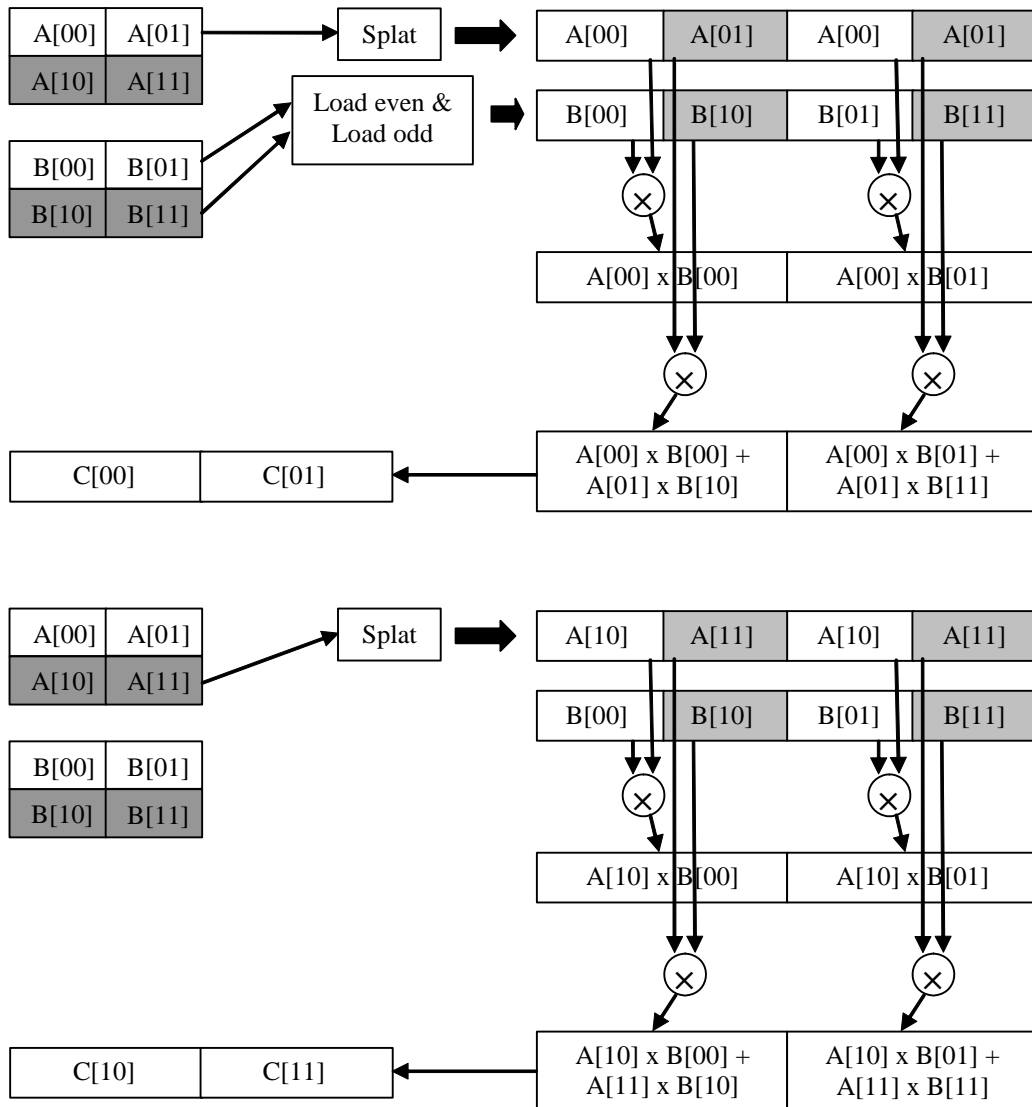 A[00] A[01] Splat A[00] A[01] A[00] A[01]
A[10] A[11]
Load even &
Load odd
B[00] B[10] B[01] B[11]
B[00] B[01]
B[10] B[11]
× ×
A[00] x B[00] A[00] x B[01]
× ×
C[00] C[01]
A[00] x B[00] +
A[01] x B[10]
A[00] x B[01] +
A[01] x B[11]
A[00] A[01] Splat A[10] A[11] A[10] A[11]
A[10] A[11]
B[00] B[10] B[01] B[11]
B[00] B[01]
B[10] B[11]
× ×
A[10] x B[00] A[10] x B[01]
× ×
C[10] C[11]
A[10] x B[00] +
A[11] x B[10]
A[10] x B[01] +
A[11] x B[11]